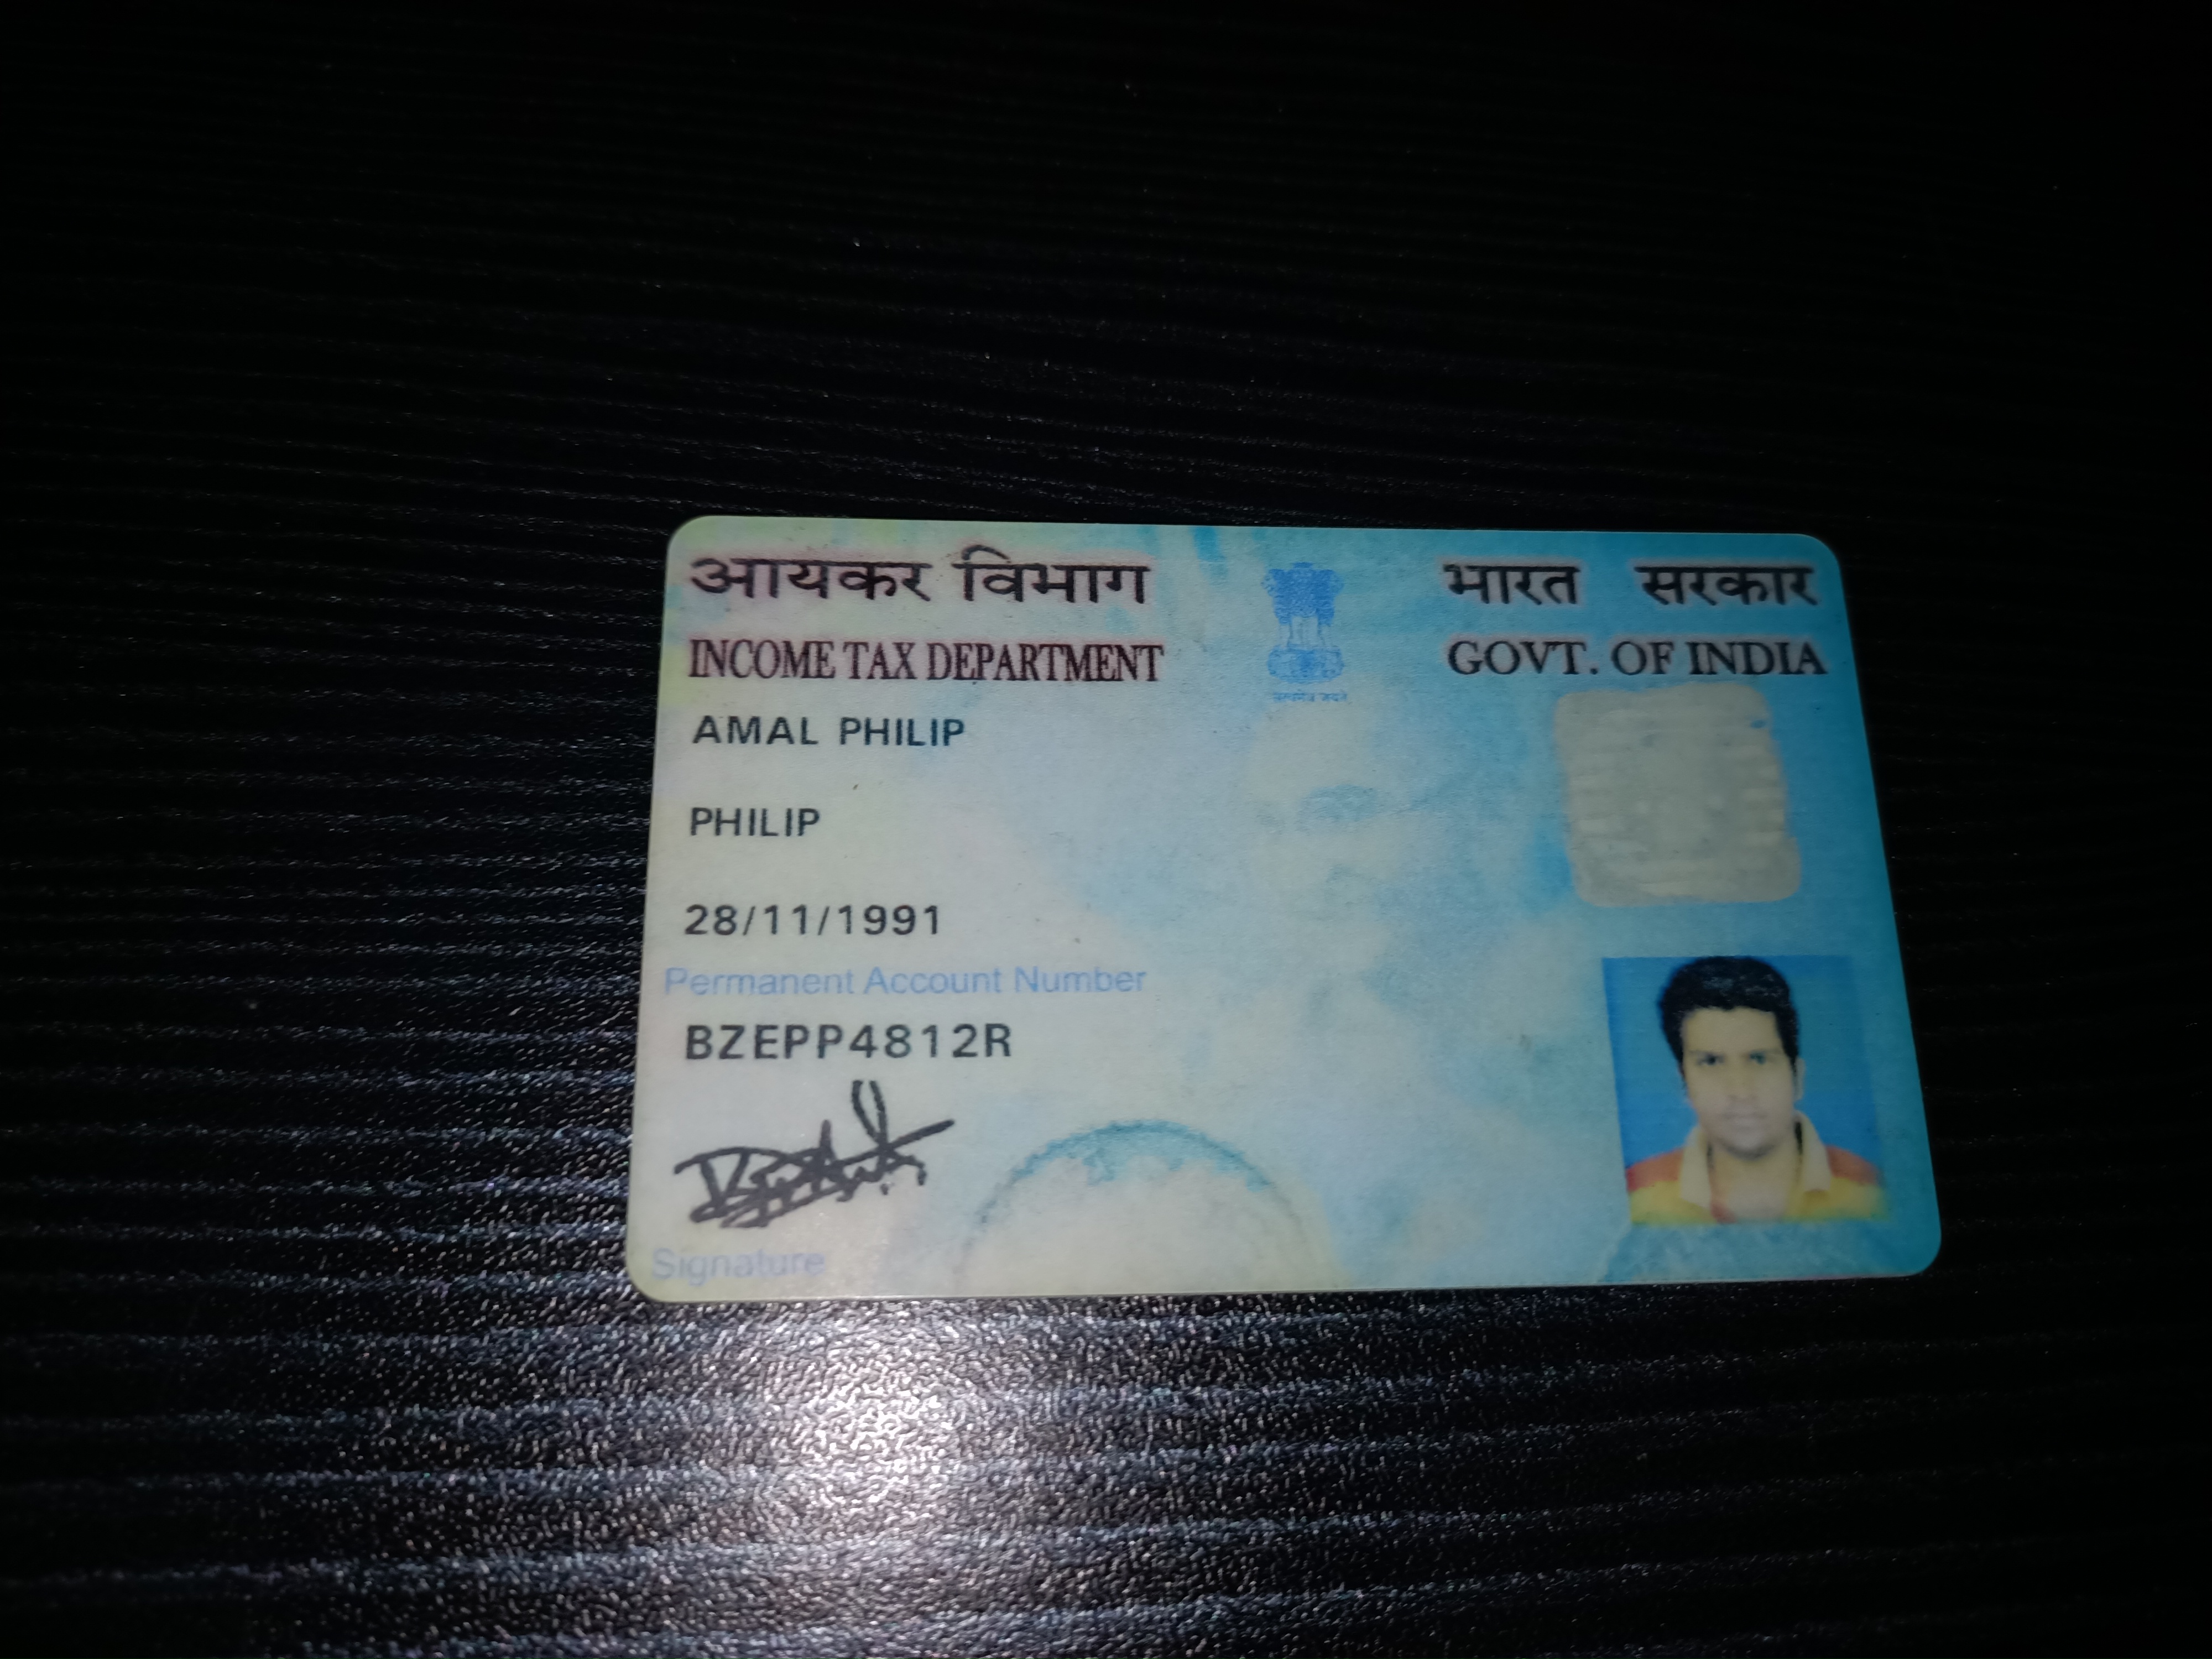 आयकर विभाग
INCOME TAX DEPARTMENT
भारत सरकार
GOVT. OF INDIA
सत्यमेव जयते
AMAL PHILIP
PHILIP
28/11/1991
Permanent Account Number
BZEPP4812R
Signature